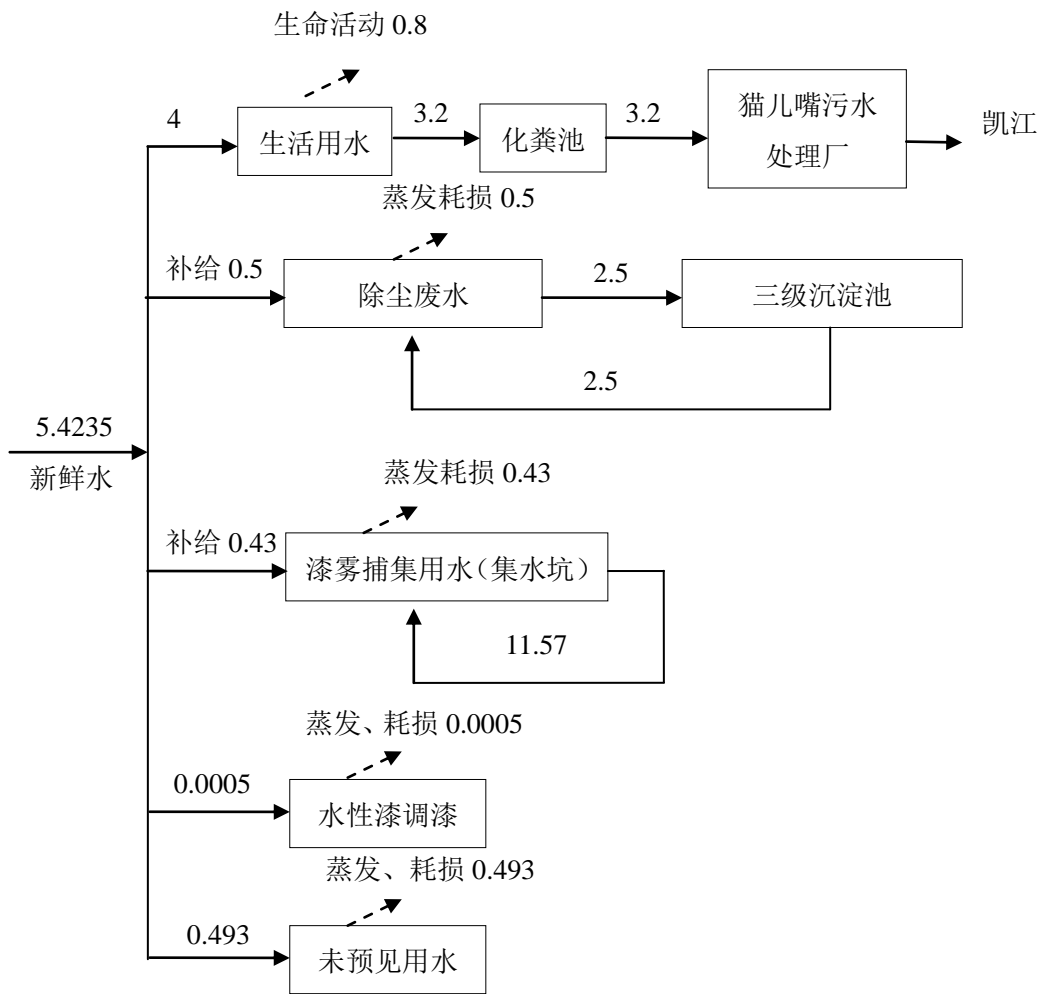 生命活动 0.8
4
生活用水
3.2
化粪池
3.2
猫儿嘴污水
处理厂
凯江
蒸发耗损 0.5
补给 0.5
除尘废水
2.5
三级沉淀池
2.5
5.4235
新鲜水
蒸发耗损 0.43
补给 0.43
漆雾捕集用水（集水坑）
11.57
蒸发、耗损 0.0005
0.0005
水性漆调漆
蒸发、耗损 0.493
0.493
未预见用水